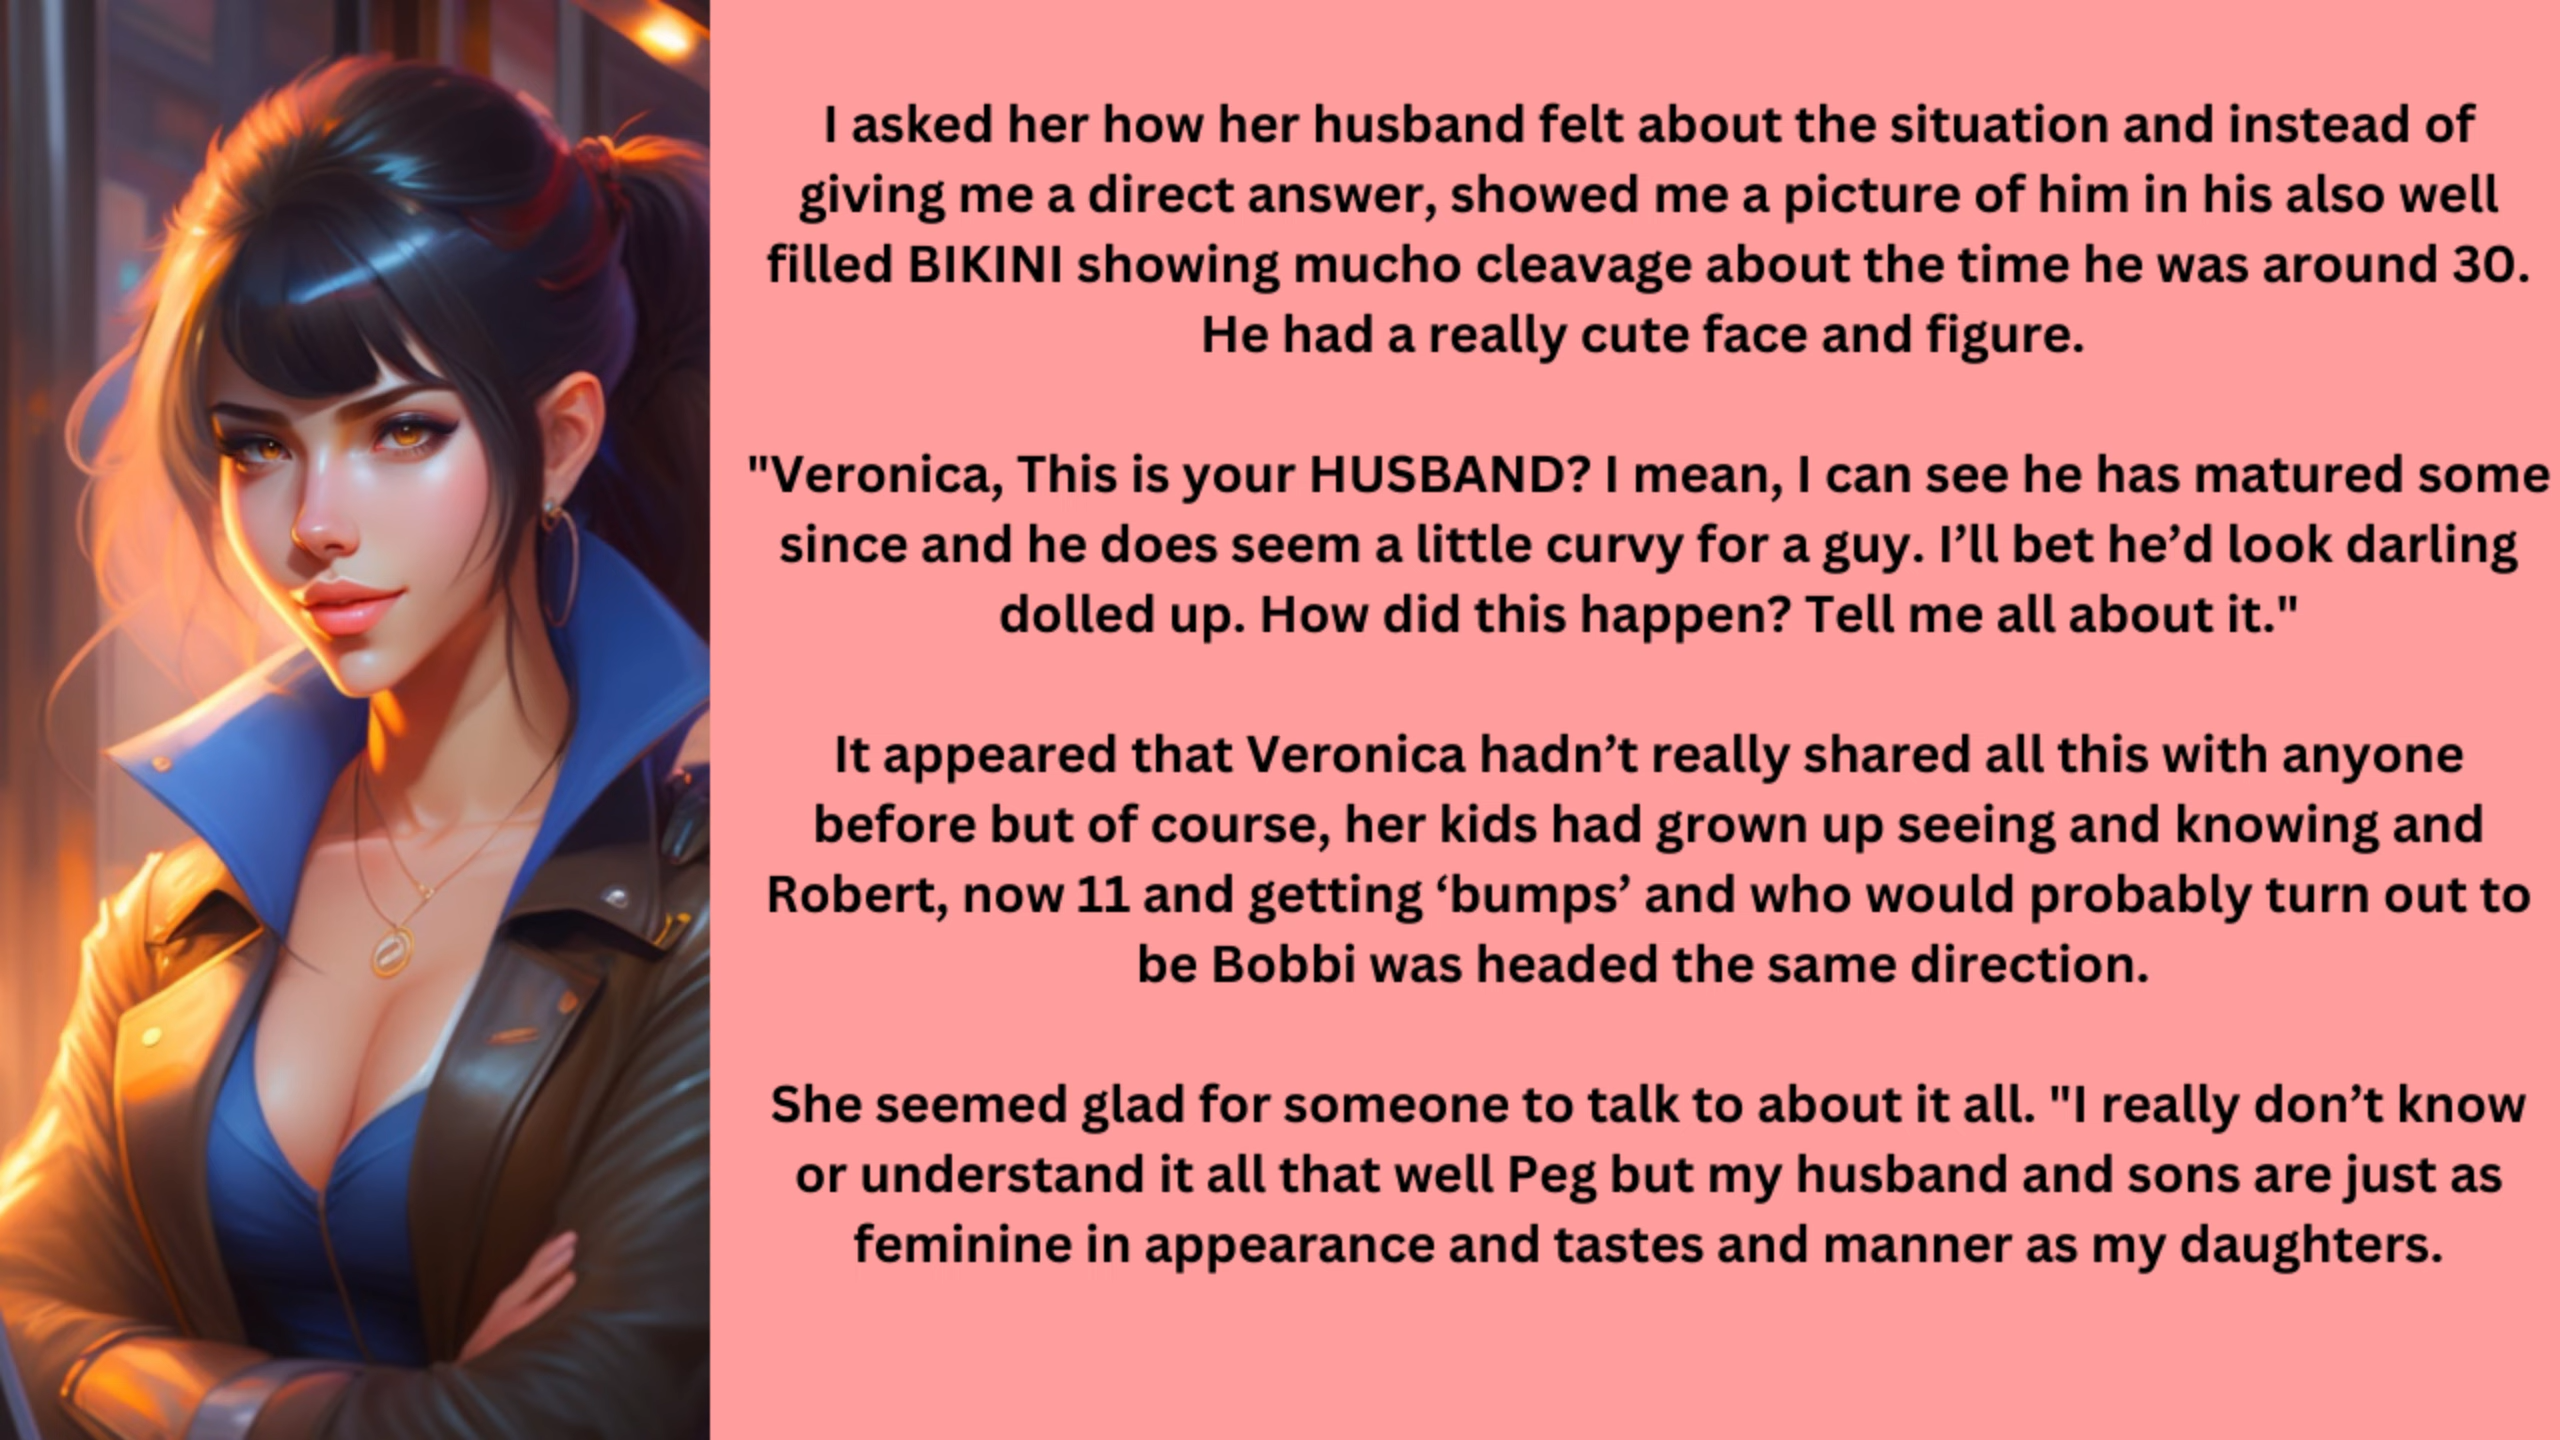 I asked her how her husband felt about the situation and instead of
giving me a direct answer, showed me a picture of him in his also well
filled BIKINI showing mucho cleavage about the time he was around 30.
He had a really cute face and figure.
"Veronica, This is your HUSBAND? I mean, I can see he has matured some
since and he does seem a little curvy for a guy. I’ll bet he’d look darling
dolled up. How did this happen? Tell me all about it."
It appeared that Veronica hadn’t really shared all this with anyone
before but of course, her kids had grown up seeing and knowing and
Robert, now 11 and getting ‘bumps’ and who would probably turn out to
be Bobbi was headed the same direction.
She seemed glad for someone to talk to about it all. "I really don’t know
or understand it all that well Peg but my husband and sons are just as
feminine in appearance and tastes and manner as my daughters.